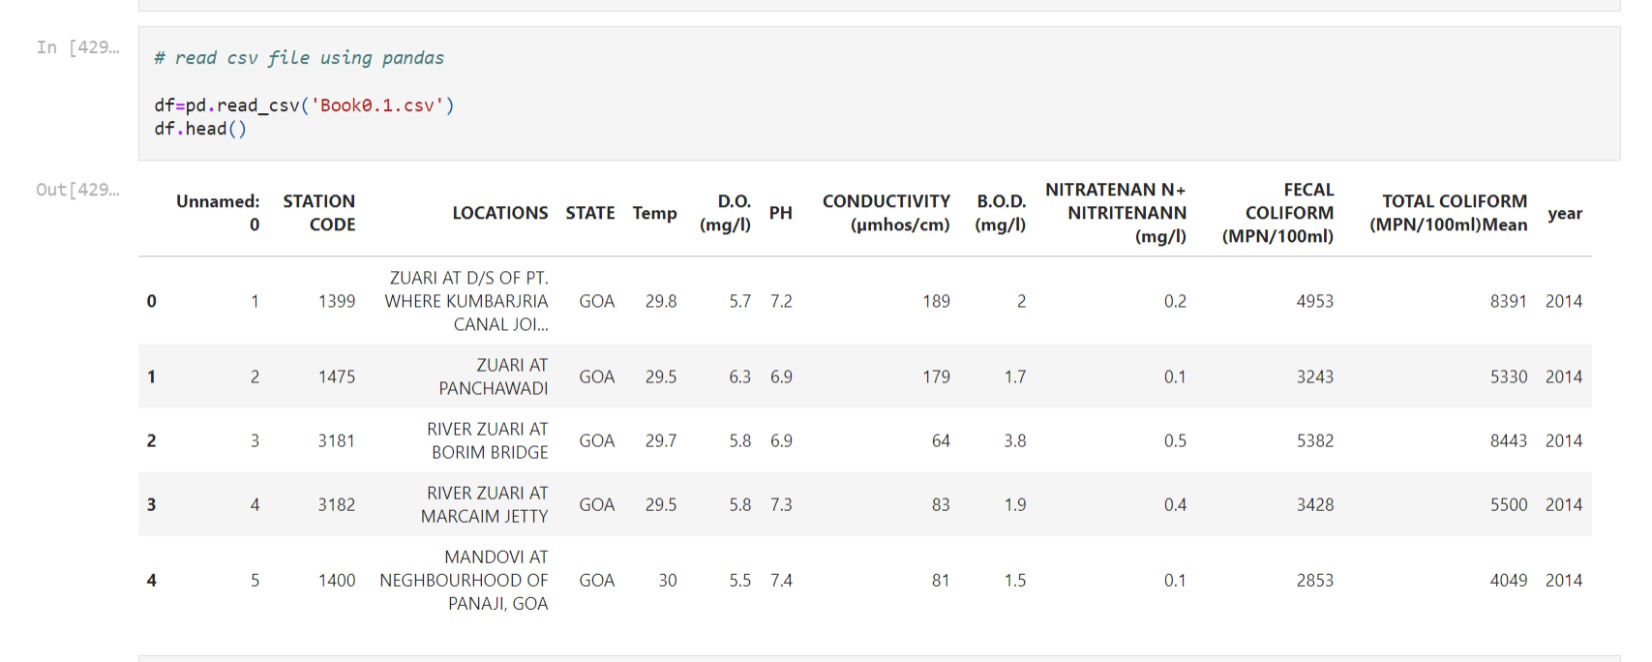 In [429…
# read csv file using pandas
df=pd.read_csv('Book0.1.csv')
df.head()
Out[429…
Unnamed: 0 STATION CODE LOCATIONS STATE Temp D.O. (mg/l) PH CONDUCTIVITY (µmhos/cm) B.O.D. (mg/l) NITRATENAN N+ NITRITENANN (mg/l) FECAL COLIFORM (MPN/100ml) TOTAL COLIFORM (MPN/100ml)Mean year
0 1 1399 ZUARI AT D/S OF PT. WHERE KUMBARJRIA CANAL JOI... GOA 29.8 5.7 7.2 189 2 0.2 4953 8391 2014
1 2 1475 ZUARI AT PANCHAWADI GOA 29.5 6.3 6.9 179 1.7 0.1 3243 5330 2014
2 3 3181 RIVER ZUARI AT BORIM BRIDGE GOA 29.7 5.8 6.9 64 3.8 0.5 5382 8443 2014
3 4 3182 RIVER ZUARI AT MARCAIM JETTY GOA 29.5 5.8 7.3 83 1.9 0.4 3428 5500 2014
4 5 1400 MANDOVI AT NEGHBOURHOOD OF PANAJI, GOA GOA 30 5.5 7.4 81 1.5 0.1 2853 4049 2014